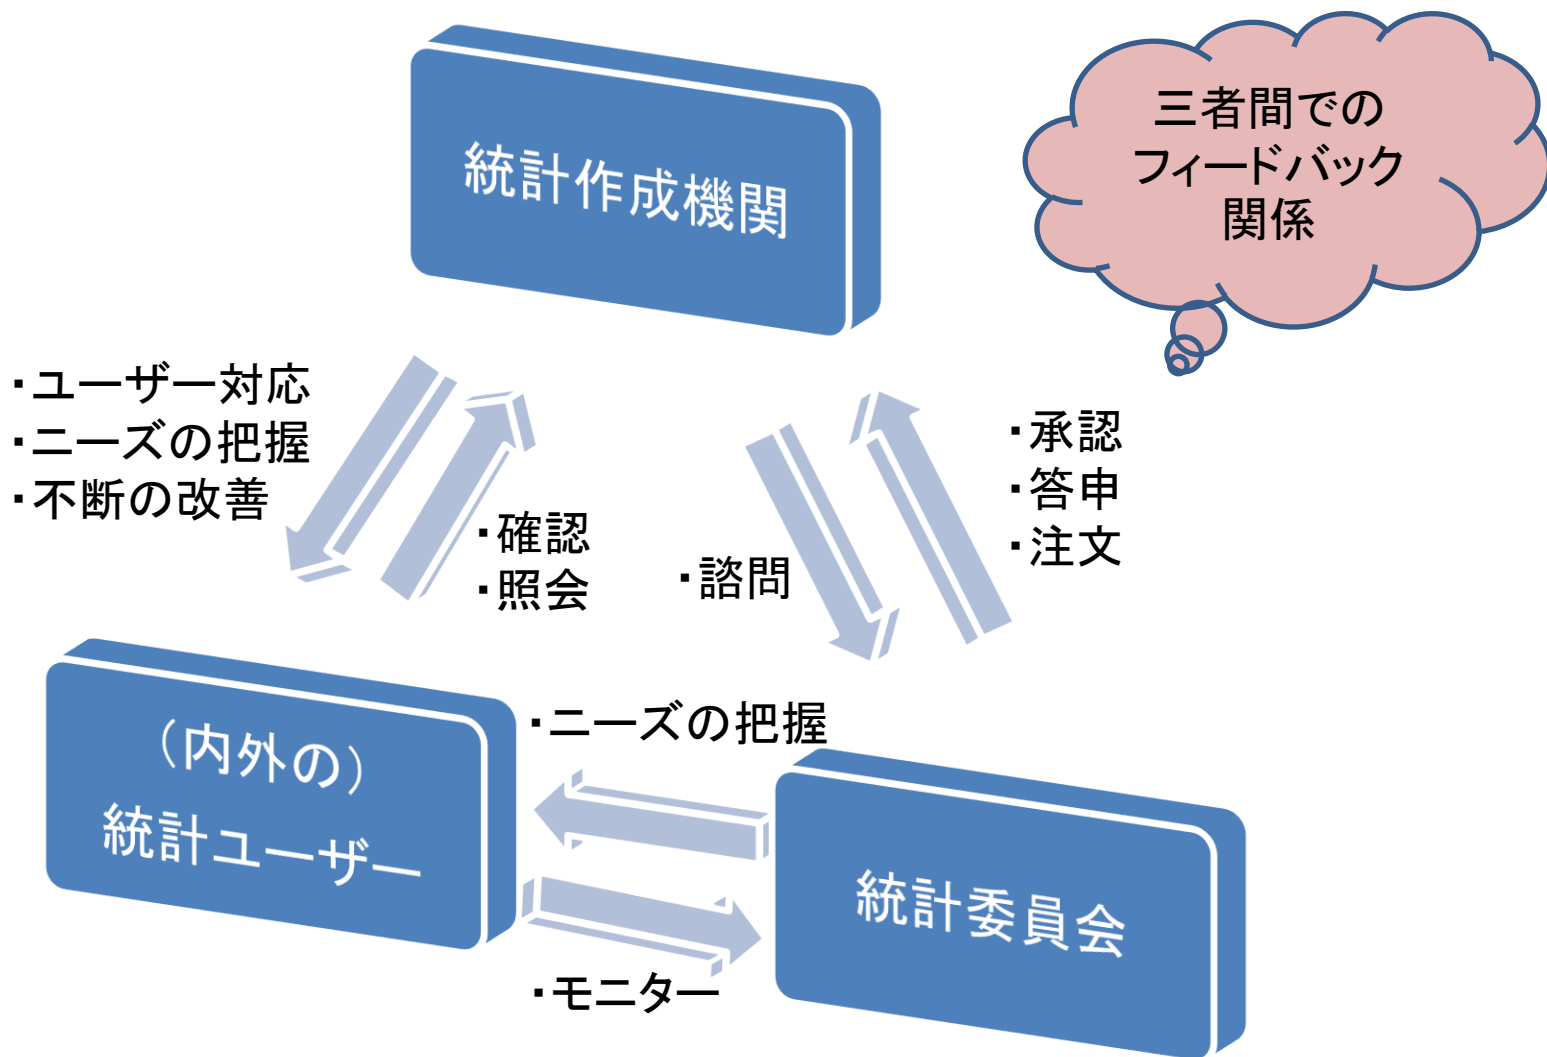 統計作成機関
三者間での
フィードバック
関係
・ユーザー対応
・ニーズの把握
・不断の改善
・確認
・照会
・諮問
・承認
・答申
・注文
（内外の）
統計ユーザー
・ニーズの把握
統計委員会
・モニター